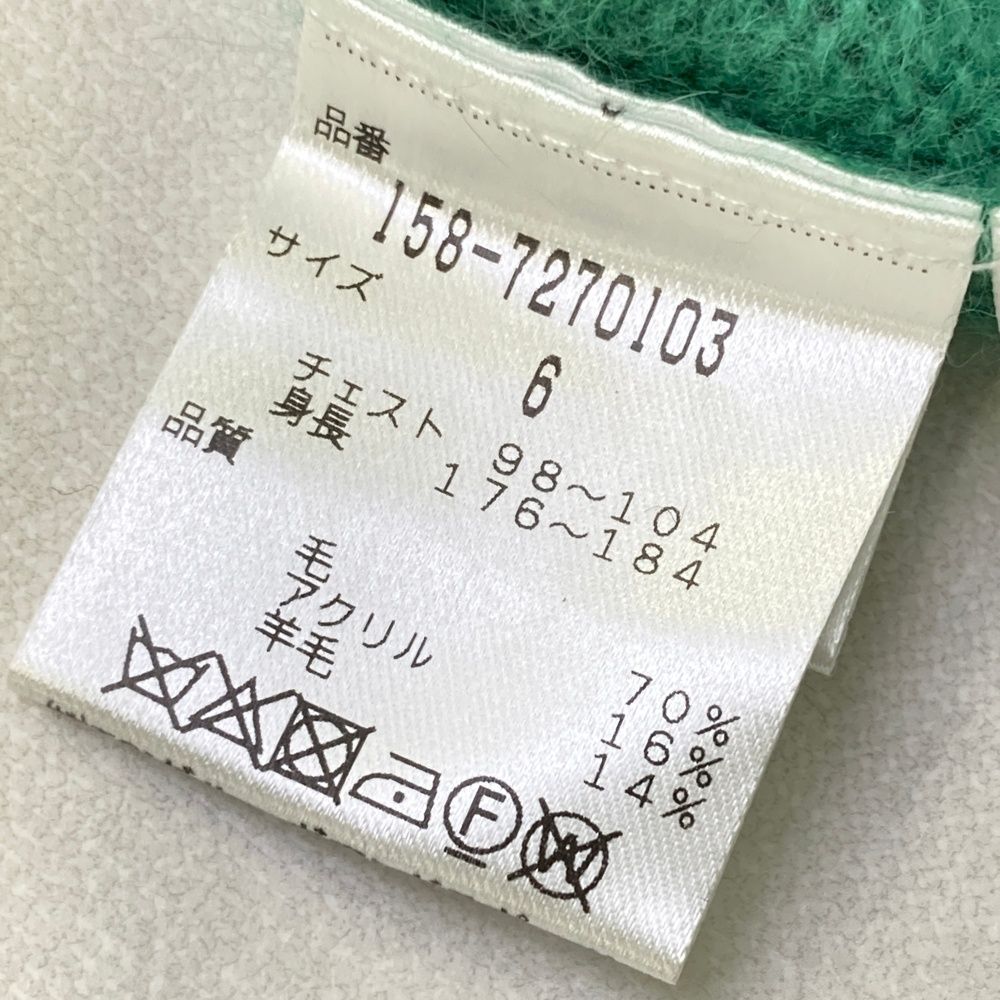 品番
158-7270103
サイズ
6
チェスト 98～104
身長 176～184
品質
毛 70%
アクリル 16%
羊毛 14%
F
W